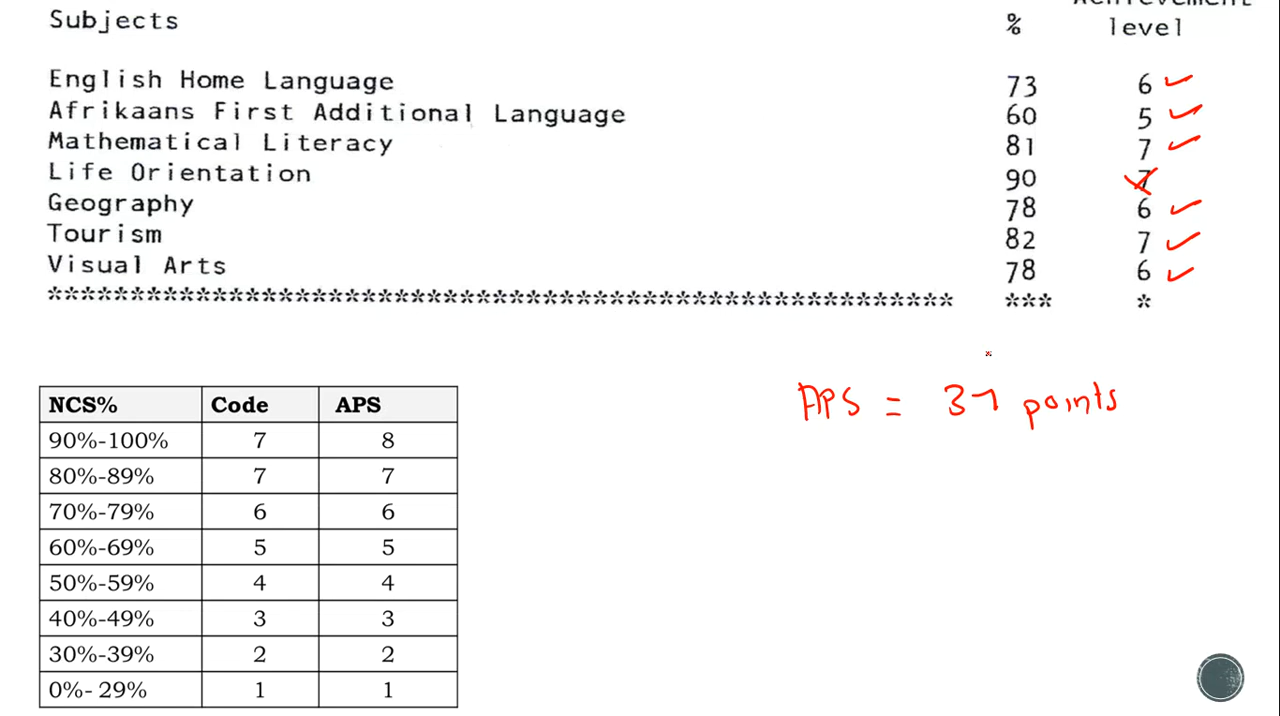 Achievement
Subjects % level
English Home Language 73 6
Afrikaans First Additional Language 60 5
Mathematical Literacy 81 7
Life Orientation 90 7
Geography 78 6
Tourism 82 7
Visual Arts 78 6
******************************************************* *** *
APS = 37 points
NCS% Code APS
90%-100% 7 8
80%-89% 7 7
70%-79% 6 6
60%-69% 5 5
50%-59% 4 4
40%-49% 3 3
30%-39% 2 2
0%- 29% 1 1